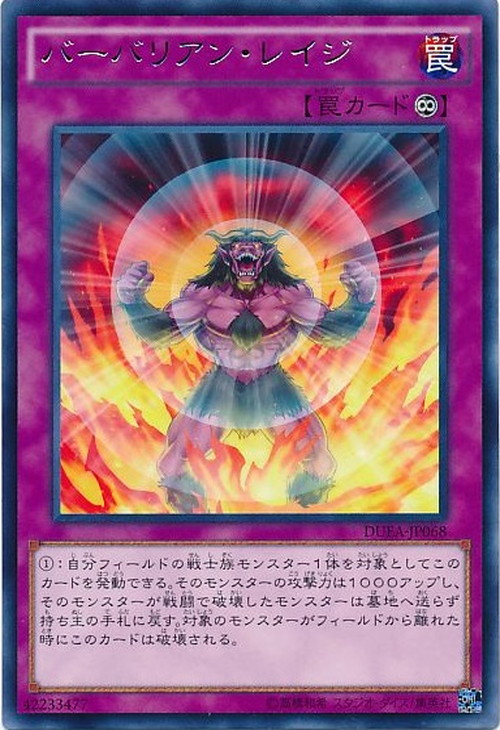 バーバリアン・レイジ
トラップ
罠
【罠カード】
DUEA-JP068
①：自分フィールドの戦士族モンスター1体を対象としてこの
カードを発動できる。そのモンスターの攻撃力は1000アップし、
そのモンスターが戦闘で破壊したモンスターは墓地へ送らず
持ち主の手札に戻す。対象のモンスターがフィールドから離れた
時にこのカードは破壊される。
42233477
©高橋和希 スタジオ・ダイス/集英社